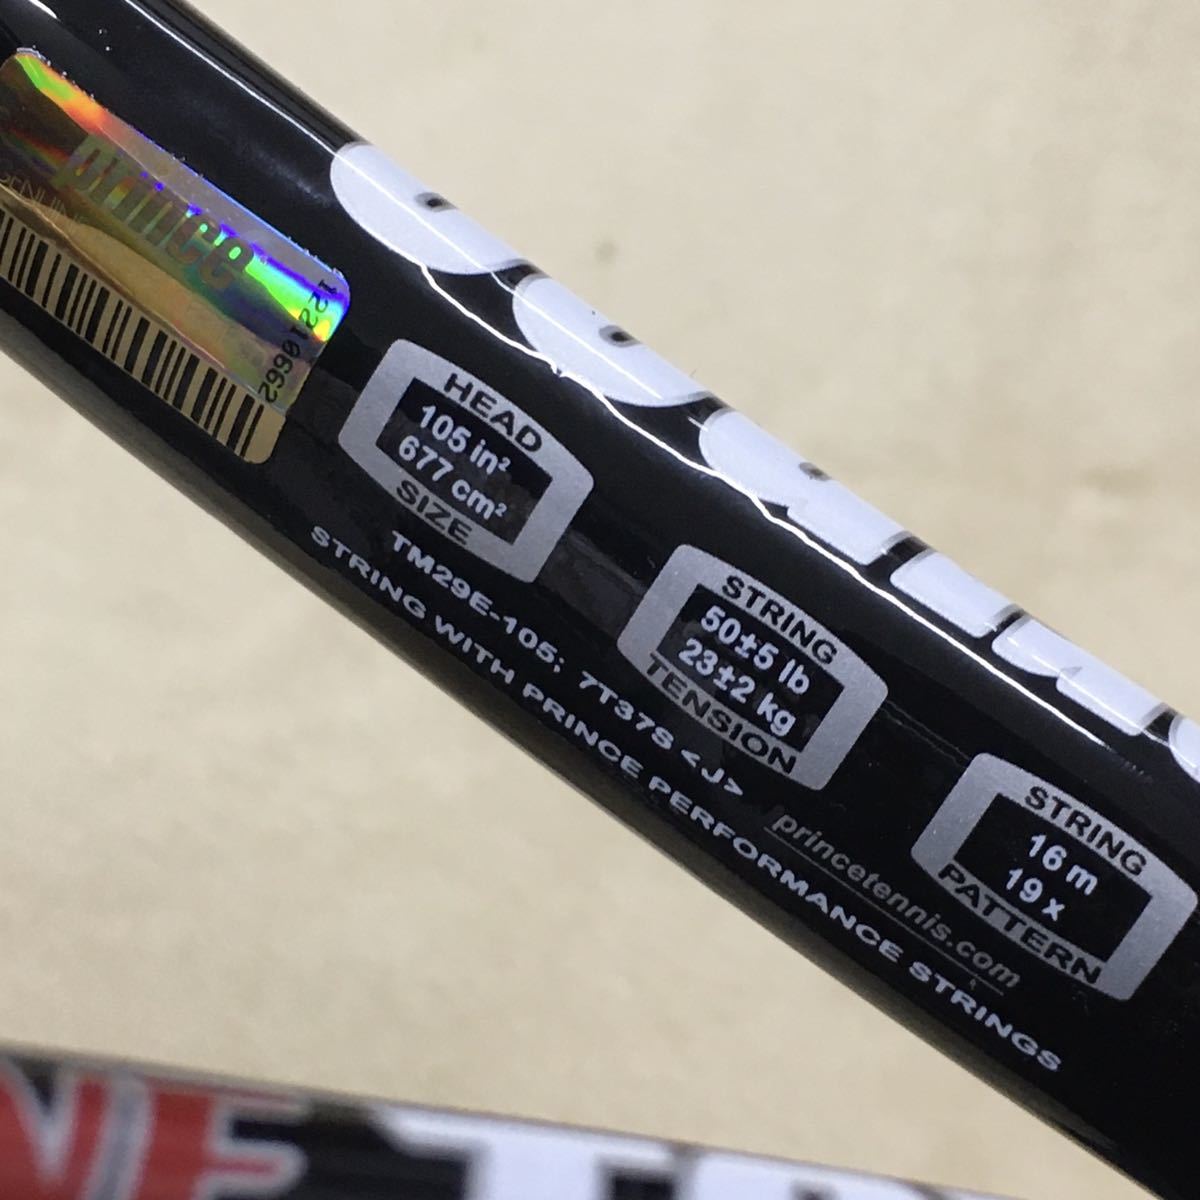 prince
GENUINE
HEAD
105 in²
677 cm²
SIZE
STRING
50±5 lb
23±2 kg
TENSION
STRING
16 m
19 x
PATTERN
TM29E-105; 7T37S <J>
princetennis.com
STRING WITH PRINCE PERFORMANCE STRINGS